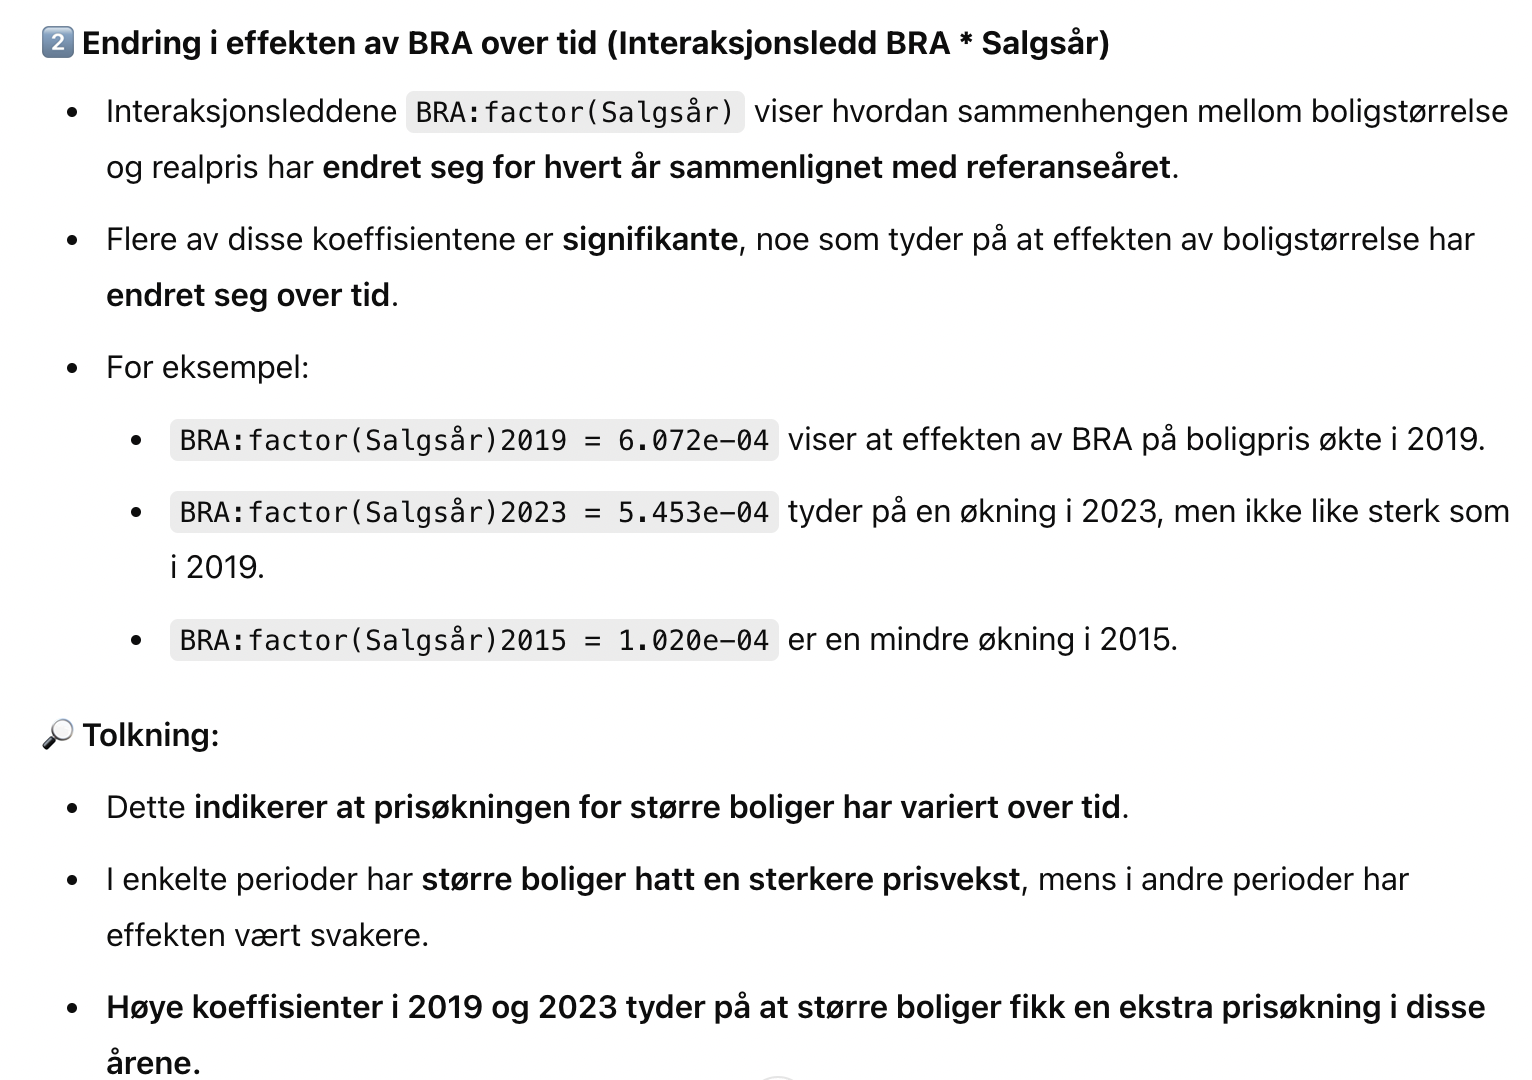 2️⃣ Endring i effekten av BRA over tid (Interaksjonsledd BRA * Salgsår)
• Interaksjonsleddene BRA:factor(Salgsår) viser hvordan sammenhengen mellom boligstørrelse
og realpris har endret seg for hvert år sammenlignet med referanseåret.
• Flere av disse koeffisientene er signifikante, noe som tyder på at effekten av boligstørrelse har
endret seg over tid.
• For eksempel:
• BRA:factor(Salgsår)2019 = 6.072e-04 viser at effekten av BRA på boligpris økte i 2019.
• BRA:factor(Salgsår)2023 = 5.453e-04 tyder på en økning i 2023, men ikke like sterk som
i 2019.
• BRA:factor(Salgsår)2015 = 1.020e-04 er en mindre økning i 2015.
🔎 Tolkning:
• Dette indikerer at prisøkningen for større boliger har variert over tid.
• I enkelte perioder har større boliger hatt en sterkere prisvekst, mens i andre perioder har
effekten vært svakere.
• Høye koeffisienter i 2019 og 2023 tyder på at større boliger fikk en ekstra prisøkning i disse
årene.